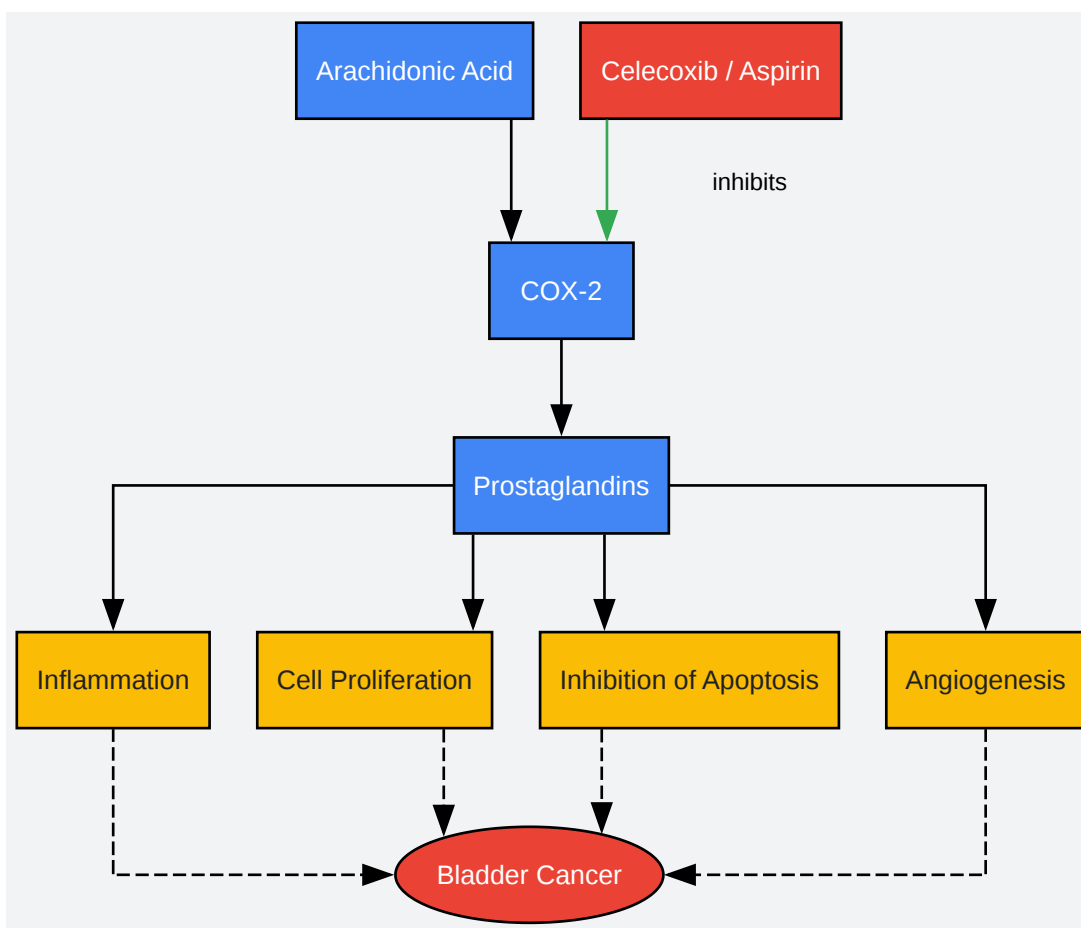 Arachidonic Acid
Celecoxib / Aspirin
inhibits
COX-2
Prostaglandins
Inflammation
Cell Proliferation
Inhibition of Apoptosis
Angiogenesis
Bladder Cancer